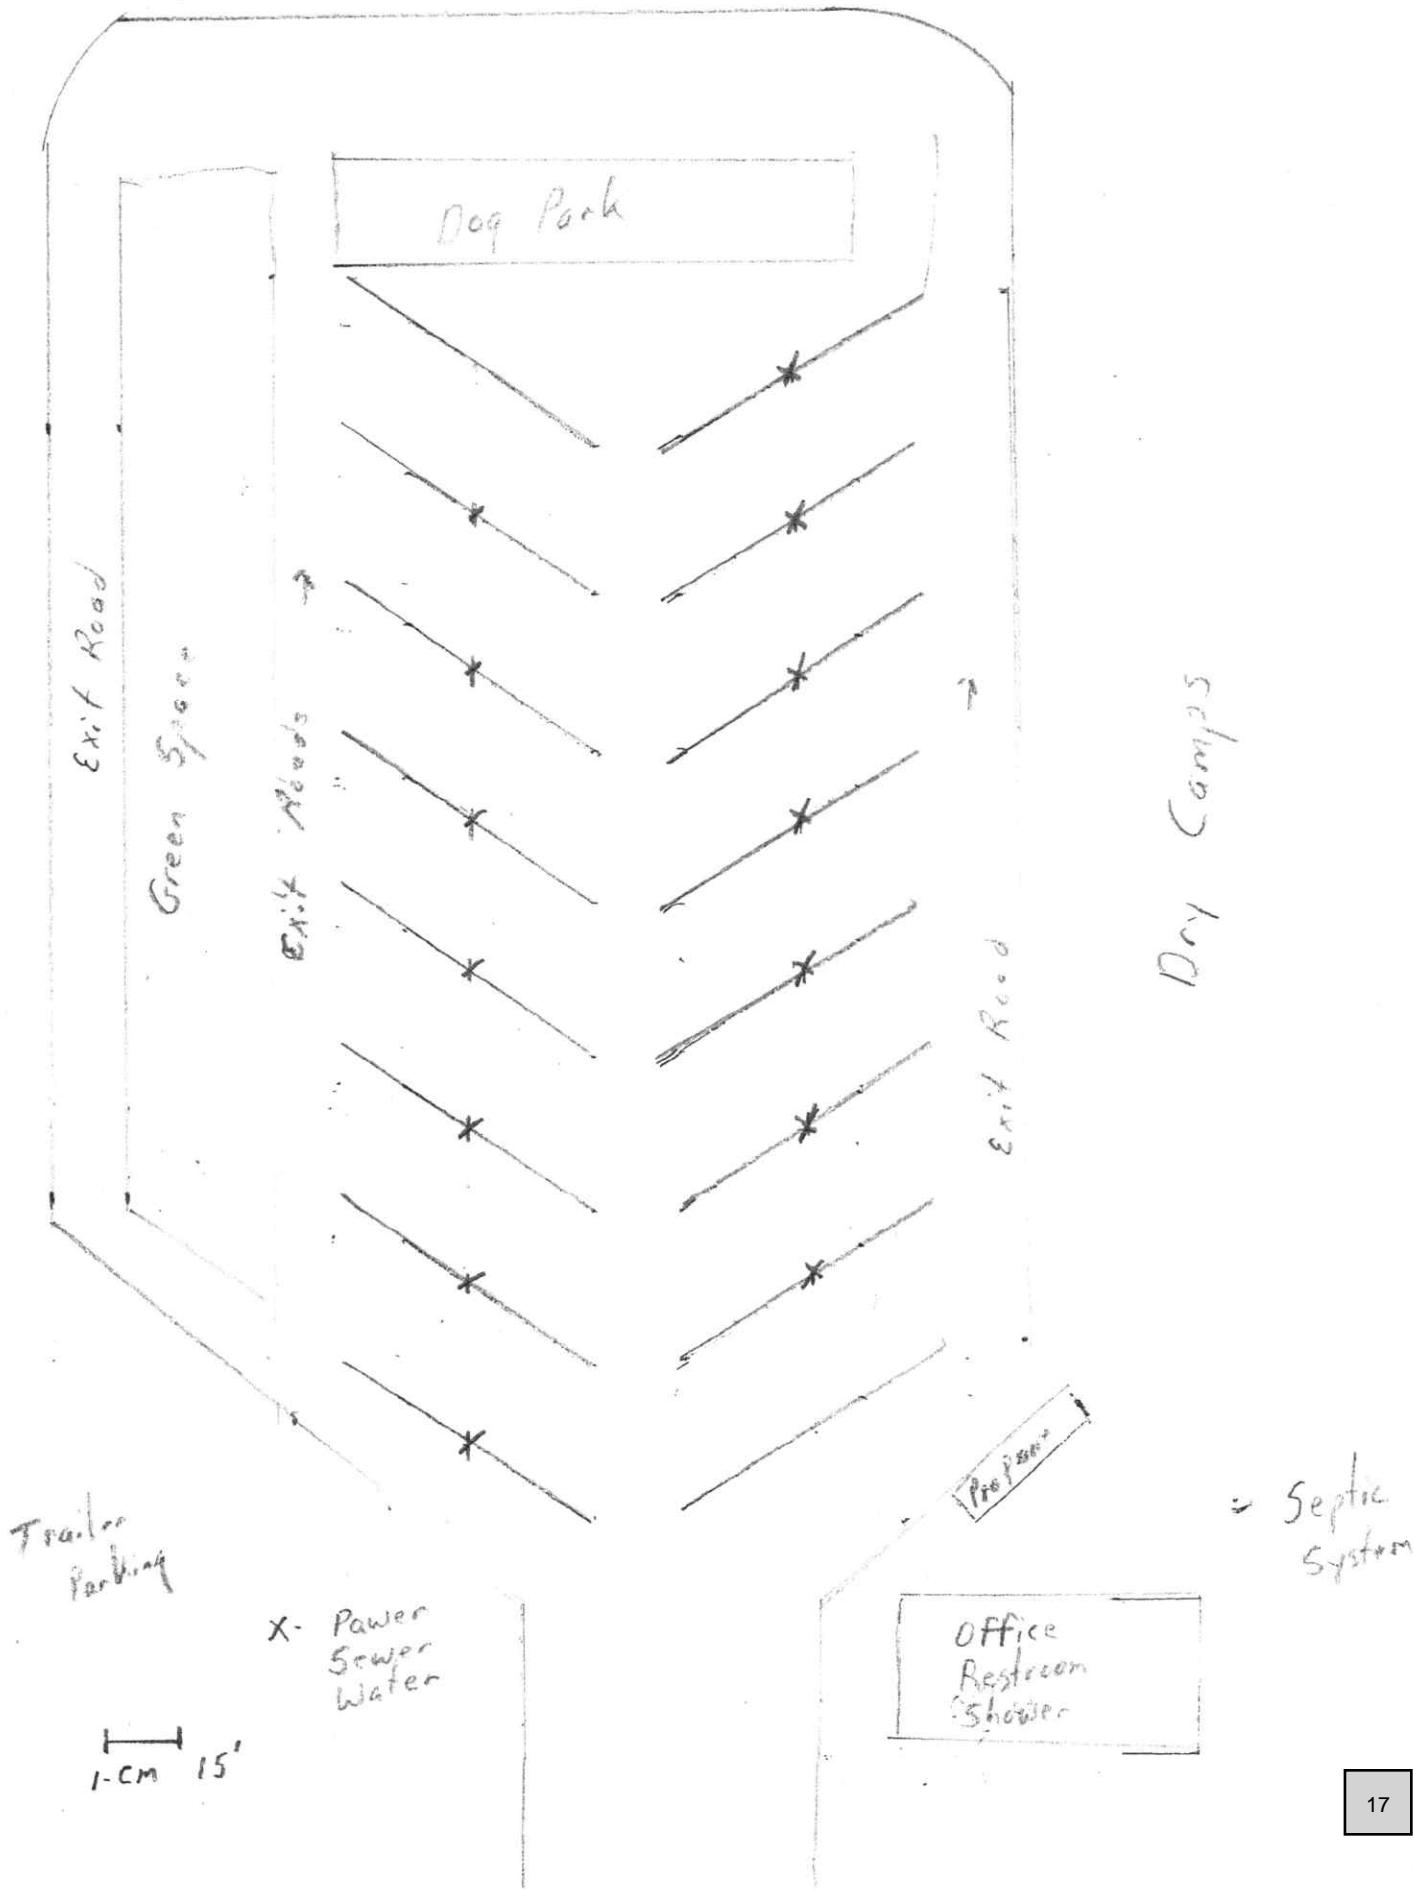 Dog Park
Exit Road
Green Space
Exit Roads
Exit Road
Dry Camps
Propane
Septic
System
Trailer
Parking
X- Power
Sewer
Water
Office
Restroom
Shower
1-cm 15'
17